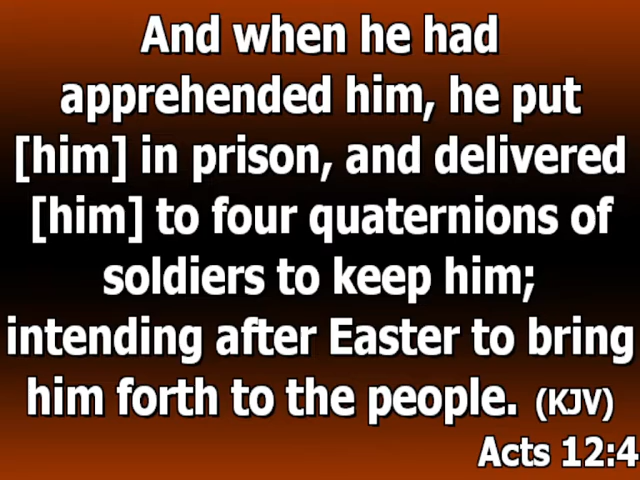 And when he had
apprehended him, he put
[him] in prison, and delivered
[him] to four quaternions of
soldiers to keep him;
intending after Easter to bring
him forth to the people. (KJV)
Acts 12:4